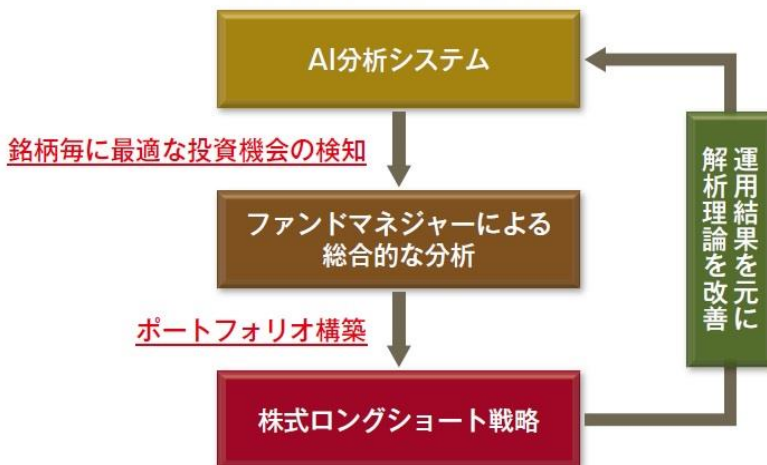 AI分析システム
銘柄毎に最適な投資機会の検知
ファンドマネジャーによる
総合的な分析
ポートフォリオ構築
株式ロングショート戦略
運用結果を元に
解析理論を改善